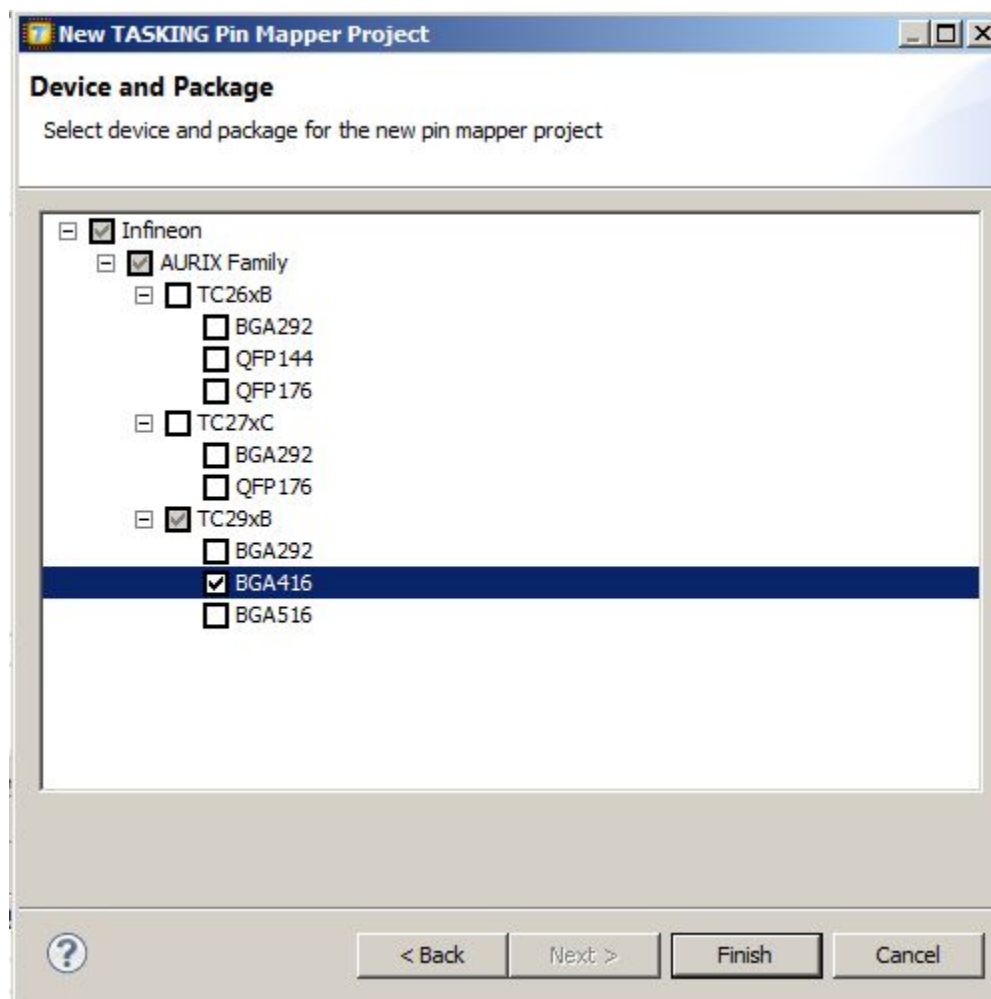 New TASKING Pin Mapper Project
Device and Package
Select device and package for the new pin mapper project
Infineon
AURIX Family
TC26xB
BGA292
QFP144
QFP176
TC27xC
BGA292
QFP176
TC29xB
BGA292
BGA416
BGA516
? < Back Next > Finish Cancel